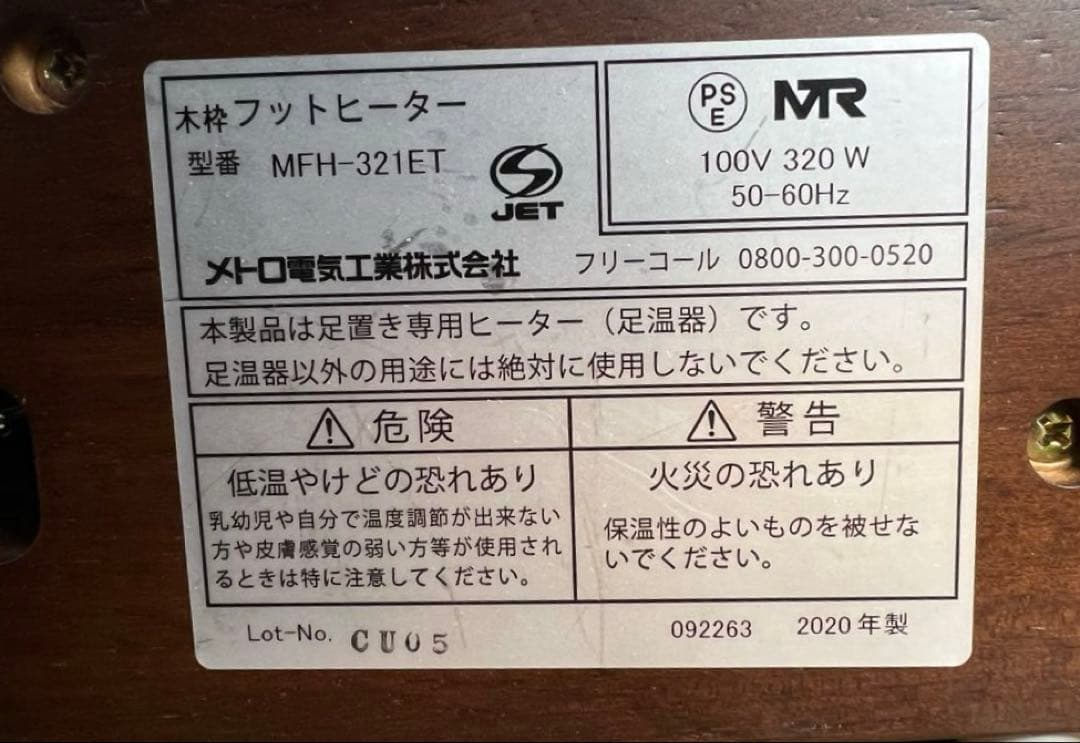 木枠フットヒーター
型番 MFH-321ET
JET
PSE
MTR
100V 320 W
50-60Hz
メトロ電気工業株式会社 フリーコール 0800-300-0520
本製品は足置き専用ヒーター（足温器）です。
足温器以外の用途には絶対に使用しないでください。
危険
低温やけどの恐れあり
乳幼児や自分で温度調節が出来ない
方や皮膚感覚の弱い方等が使用され
るときは特に注意してください。
警告
火災の恐れあり
保温性のよいものを被せな
いでください。
Lot-No. CU05
092263 2020年製